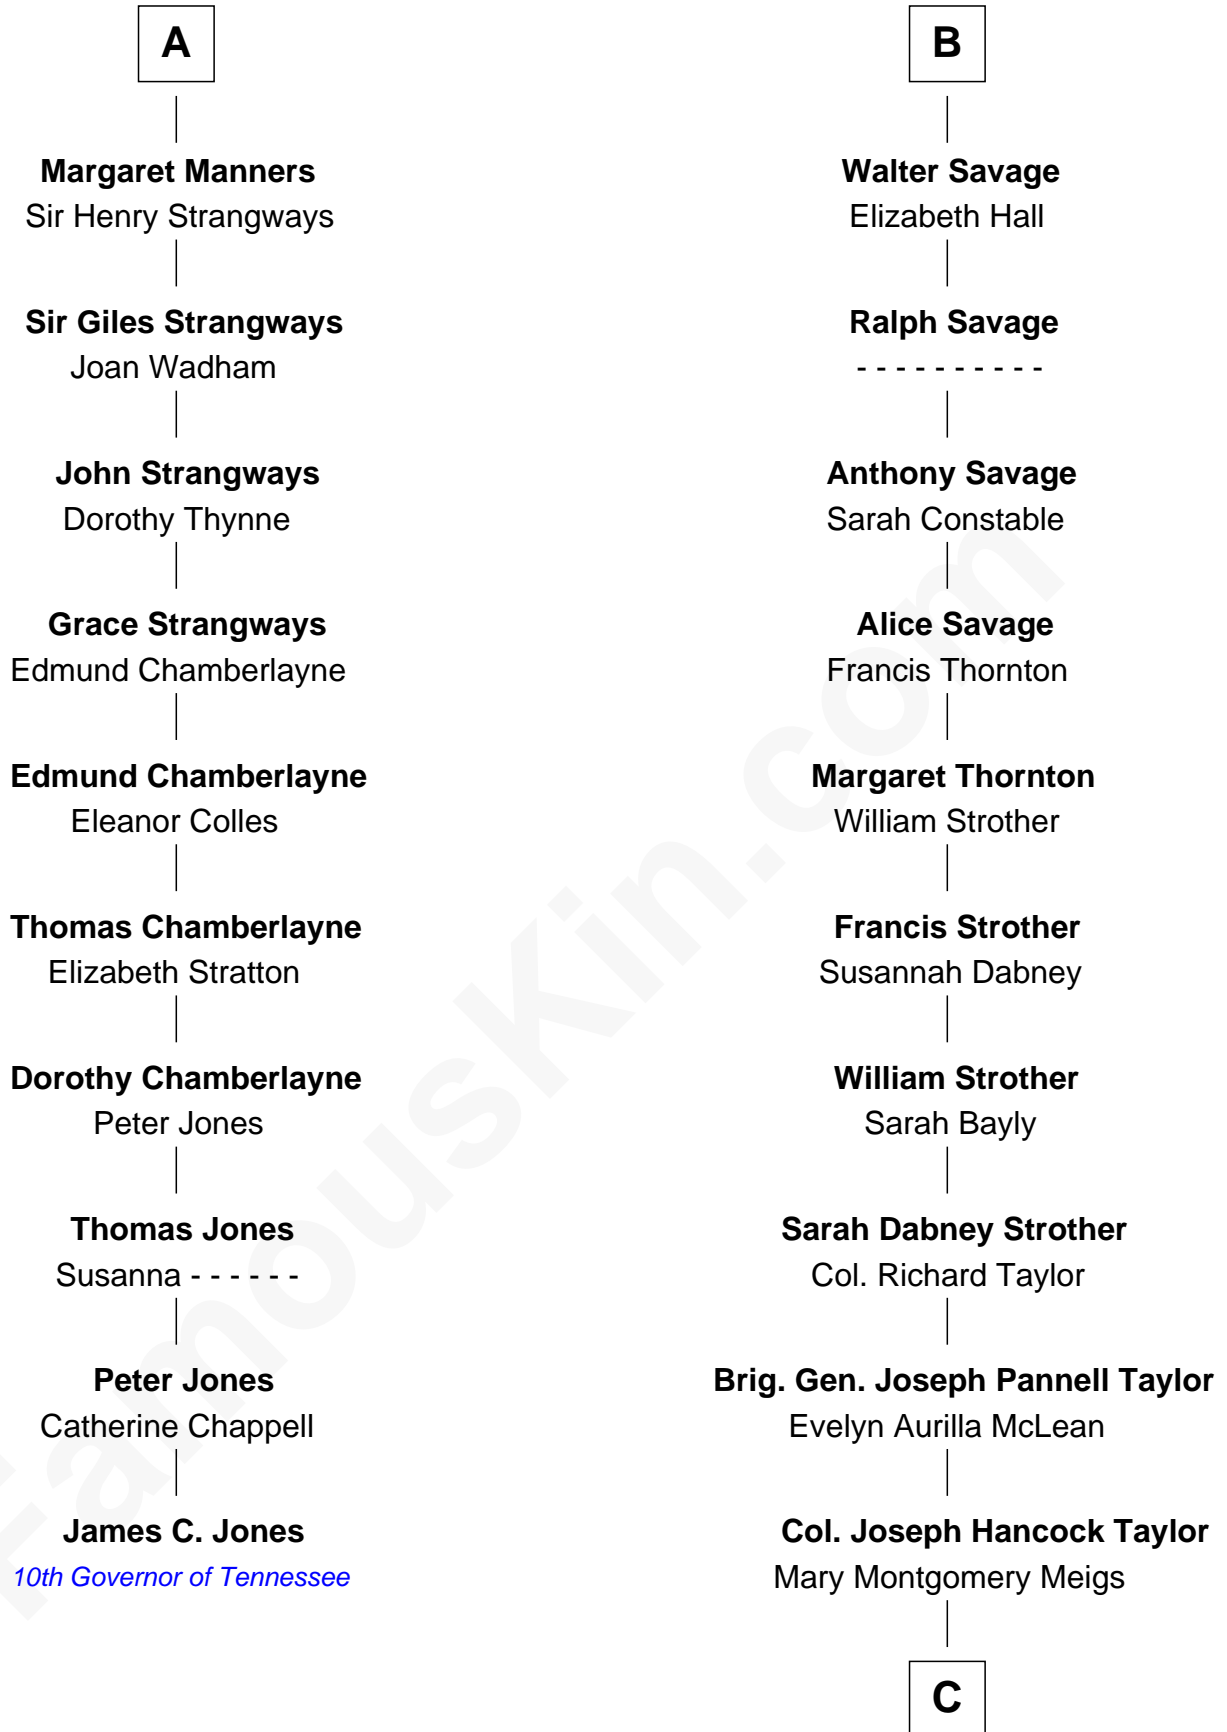 A
Margaret Manners
Sir Henry Strangways
Sir Giles Strangways
Joan Wadham
John Strangways
Dorothy Thynne
Grace Strangways
Edmund Chamberlayne
Edmund Chamberlayne
Eleanor Colles
Thomas Chamberlayne
Elizabeth Stratton
Dorothy Chamberlayne
Peter Jones
Thomas Jones
Susanna - - - - - -
Peter Jones
Catherine Chappell
James C. Jones
10th Governor of Tennessee
B
Walter Savage
Elizabeth Hall
Ralph Savage
- - - - - - - - - -
Anthony Savage
Sarah Constable
Alice Savage
Francis Thornton
Margaret Thornton
William Strother
Francis Strother
Susannah Dabney
William Strother
Sarah Bayly
Sarah Dabney Strother
Col. Richard Taylor
Brig. Gen. Joseph Pannell Taylor
Evelyn Aurilla McLean
Col. Joseph Hancock Taylor
Mary Montgomery Meigs
C
FamousKin.com